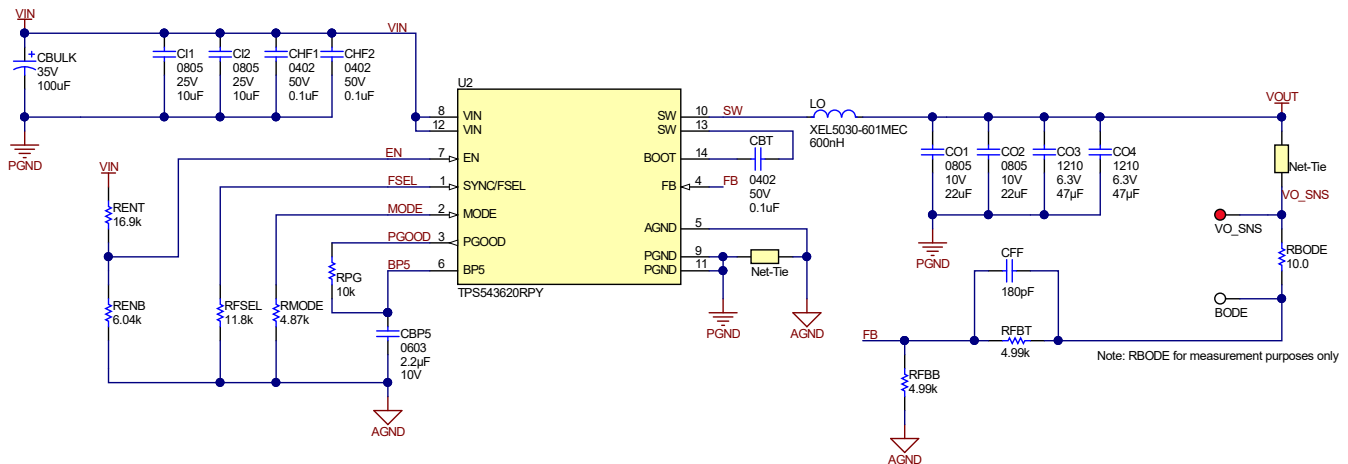 VIN
VIN
+
CBULK
35V
100uF
CI1
0805
25V
10uF
CI2
0805
25V
10uF
CHF1
0402
50V
0.1uF
CHF2
0402
50V
0.1uF
PGND
U2
8 VIN
12 VIN
EN 7 EN
FSEL 1 SYNC/FSEL
MODE 2 MODE
PGOOD 3 PGOOD
BP5 6 BP5
SW 10 SW
SW 13
BOOT 14
FB 4 FB
AGND 5
PGND 9
PGND 11
TPS543620RPY
VIN
RENT
16.9k
RENB
6.04k
RFSEL
11.8k
RMODE
4.87k
RPG
10k
CBP5
0603
2.2µF
10V
AGND
CBT
0402
50V
0.1uF
Net-Tie
PGND
AGND
LO
XEL5030-601MEC
600nH
CO1
0805
10V
22uF
CO2
0805
10V
22uF
CO3
1210
6.3V
47µF
CO4
1210
6.3V
47µF
PGND
VOUT
Net-Tie
VO_SNS
VO_SNS
RBODE
10.0
BODE
CFF
180pF
FB
RFBT
4.99k
Note: RBODE for measurement purposes only
RFBB
4.99k
AGND